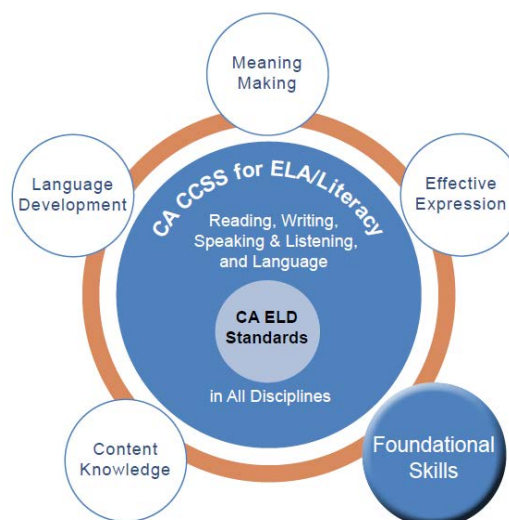 Meaning
Making
Language
Development
Effective
Expression
CA CCSS for ELA/Literacy
Reading, Writing,
Speaking & Listening,
and Language
CA ELD
Standards
in All Disciplines
Content
Knowledge
Foundational
Skills